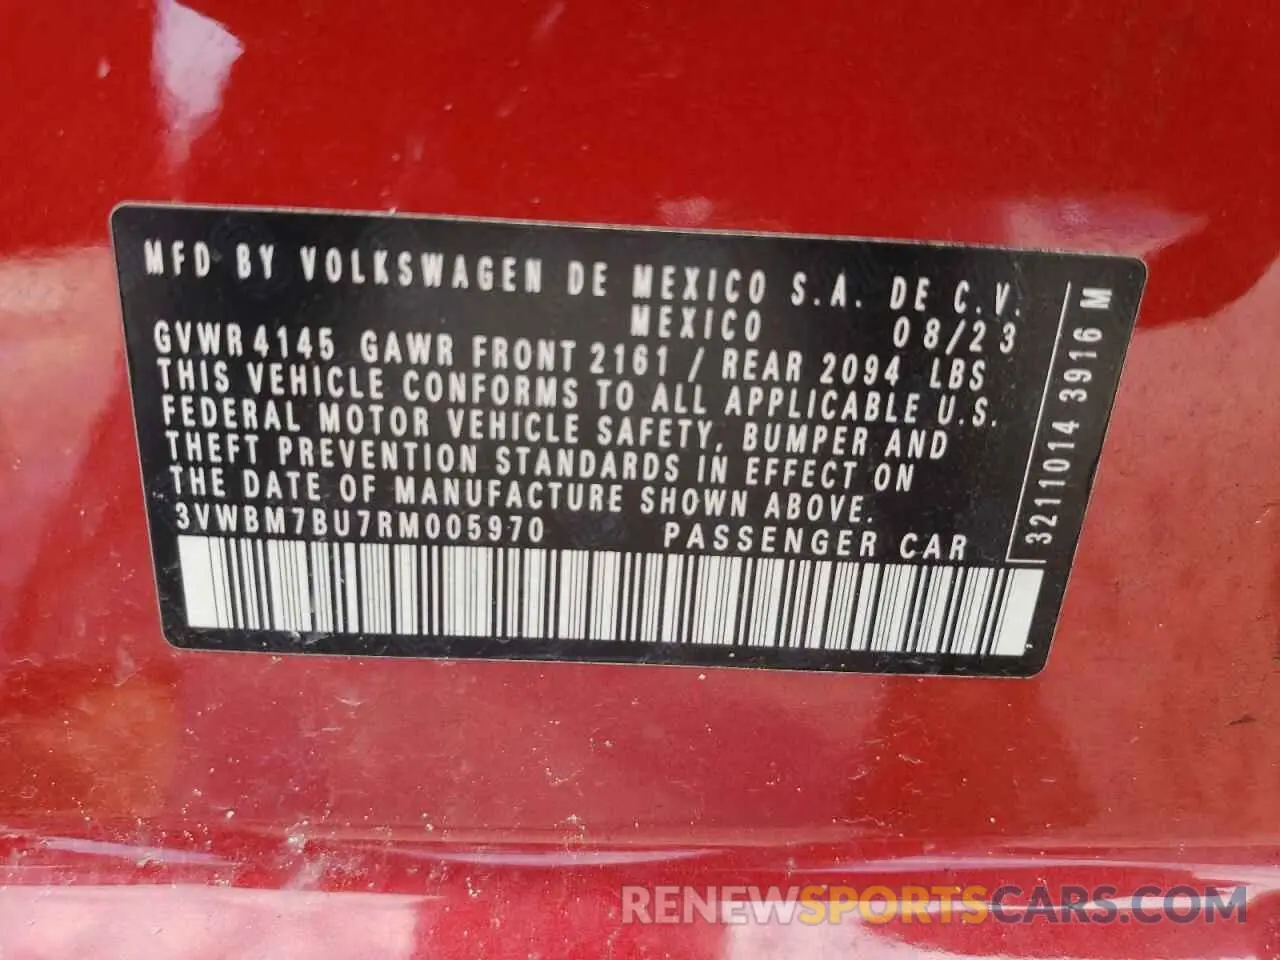 MFD BY VOLKSWAGEN DE MEXICO S.A. DE C.V.
MEXICO 08/23
GVWR 4145 GAWR FRONT 2161 / REAR 2094 LBS
THIS VEHICLE CONFORMS TO ALL APPLICABLE U.S.
FEDERAL MOTOR VEHICLE SAFETY, BUMPER AND
THEFT PREVENTION STANDARDS IN EFFECT ON
THE DATE OF MANUFACTURE SHOWN ABOVE.
3VWBM7BU7RM005970 PASSENGER CAR
3211014 3916 M
RENEWSPORTSCARS.COM